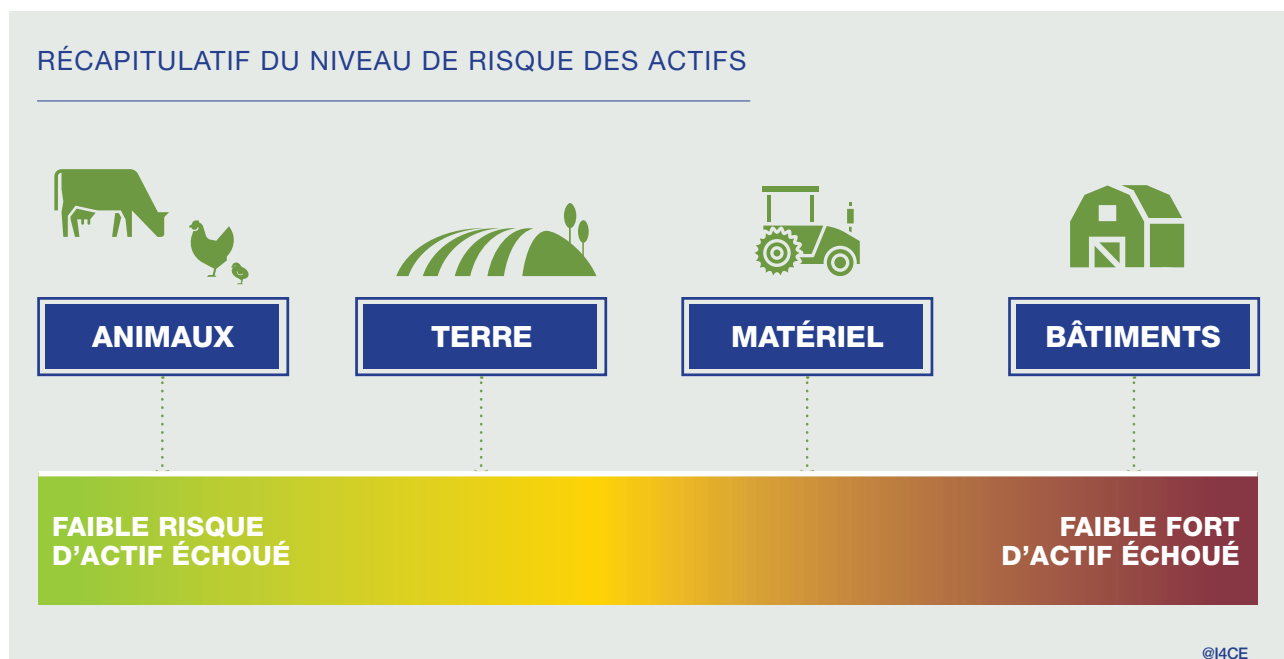 RÉCAPITULATIF DU NIVEAU DE RISQUE DES ACTIFS
ANIMAUX
TERRE
MATÉRIEL
BÂTIMENTS
FAIBLE RISQUE
D’ACTIF ÉCHOUÉ
FAIBLE FORT
D’ACTIF ÉCHOUÉ
@I4CE